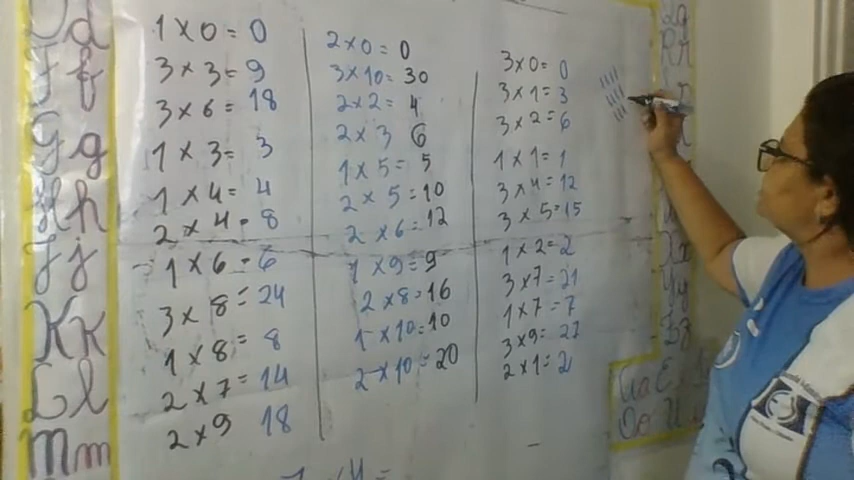 Dd
1 x 0 = 0
3 x 3 = 9
3 x 6 = 18
1 x 3 = 3
1 x 4 = 4
2 x 4 = 8
1 x 6 = 6
3 x 8 = 24
1 x 8 = 8
2 x 7 = 14
2 x 9 18
2 x 0 = 0
3 x 10 = 30
2 x 2 = 4
2 x 3 6
1 x 5 = 5
2 x 5 = 10
2 x 6 = 12
1 x 9 = 9
2 x 8 = 16
1 x 10 = 10
2 x 10 = 20
3 x 0 = 0
3 x 1 = 3
3 x 2 = 6
1 x 1 = 1
3 x 4 = 12
3 x 5 = 15
1 x 2 = 2
3 x 7 = 21
1 x 7 = 7
3 x 9 = 27
2 x 1 = 2
Ff
Gg
Hh
Jj
Kk
Ll
Mm
Rr
Xx
Yy
Zz